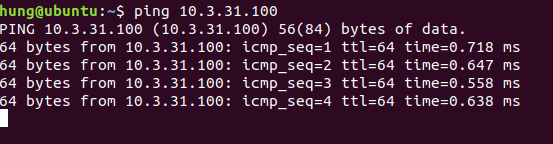 hung@ubuntu:~$ ping 10.3.31.100
PING 10.3.31.100 (10.3.31.100) 56(84) bytes of data.
64 bytes from 10.3.31.100: icmp_seq=1 ttl=64 time=0.718 ms
64 bytes from 10.3.31.100: icmp_seq=2 ttl=64 time=0.647 ms
64 bytes from 10.3.31.100: icmp_seq=3 ttl=64 time=0.558 ms
64 bytes from 10.3.31.100: icmp_seq=4 ttl=64 time=0.638 ms